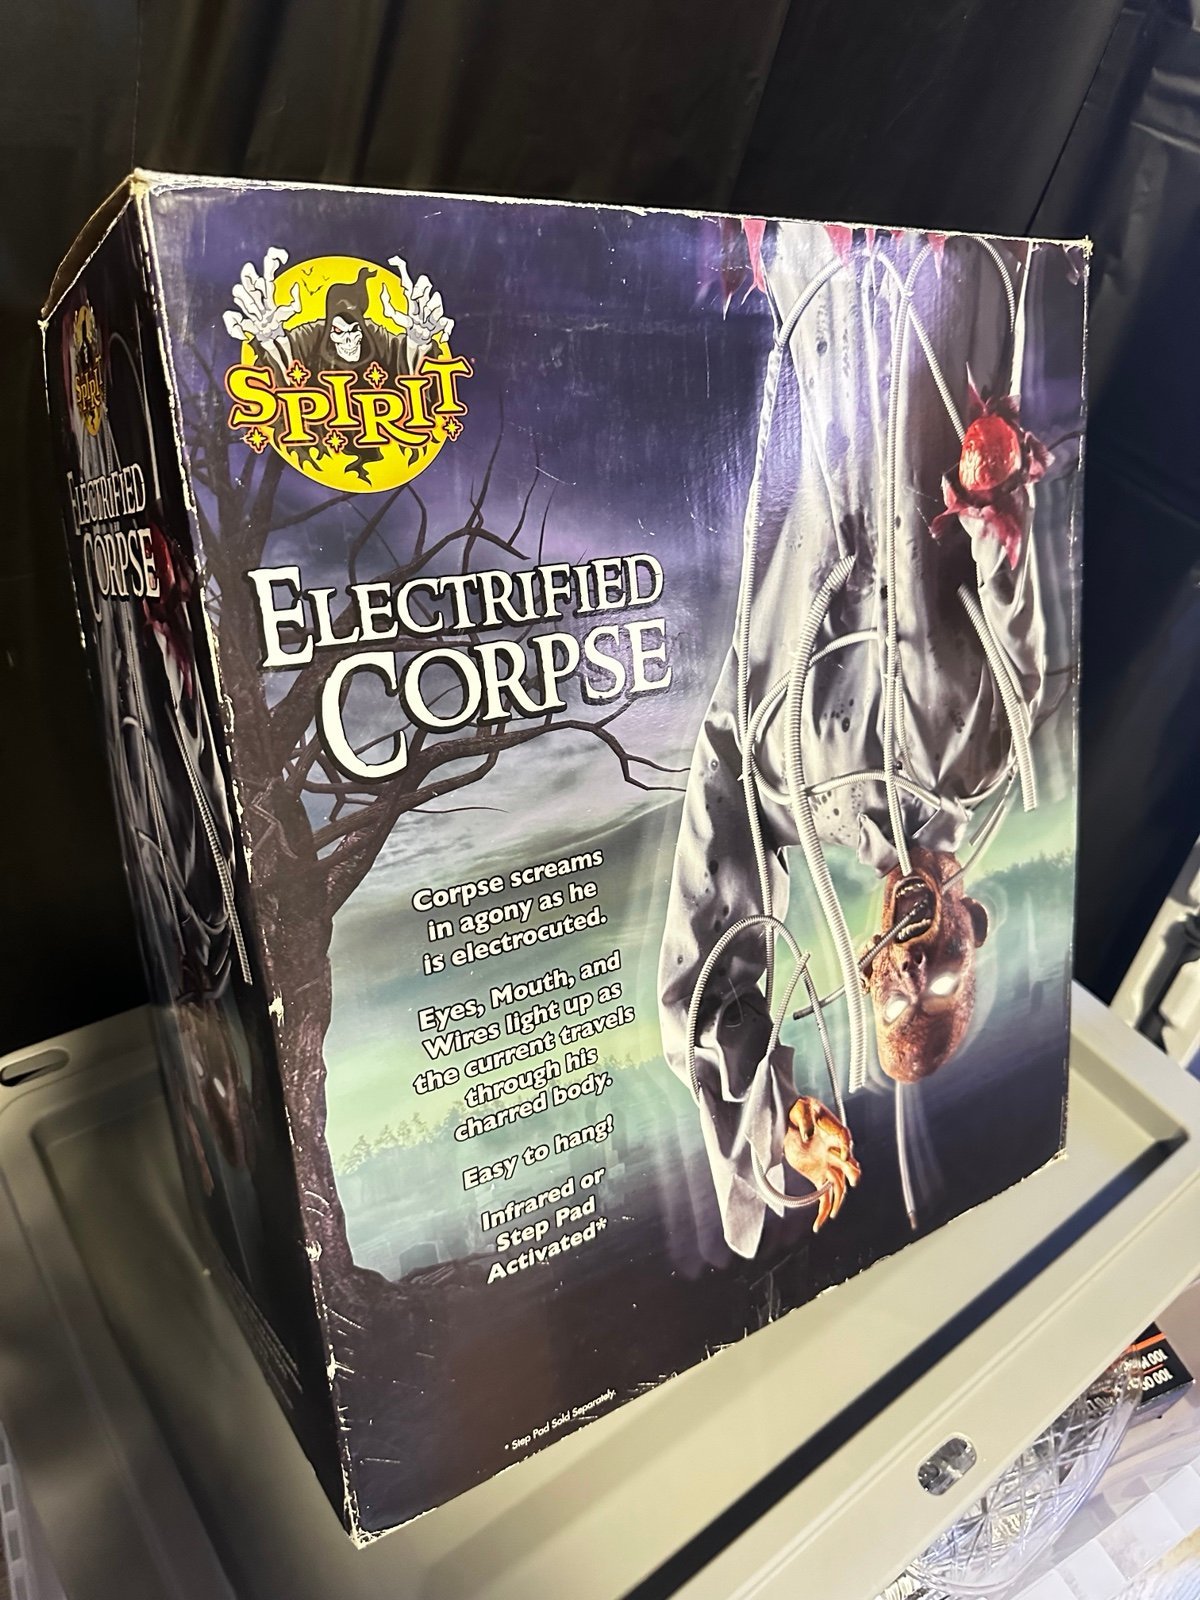 SPIRIT
ELECTRIFIED
CORPSE
SPIRIT
ELECTRIFIED
CORPSE
Corpse screams
in agony as he
is electrocuted.
Eyes, Mouth, and
Wires light up as
the current travels
through his
charred body.
Easy to hang!
Infrared or
Step Pad
Activated*
* Step Pad Sold Separately.